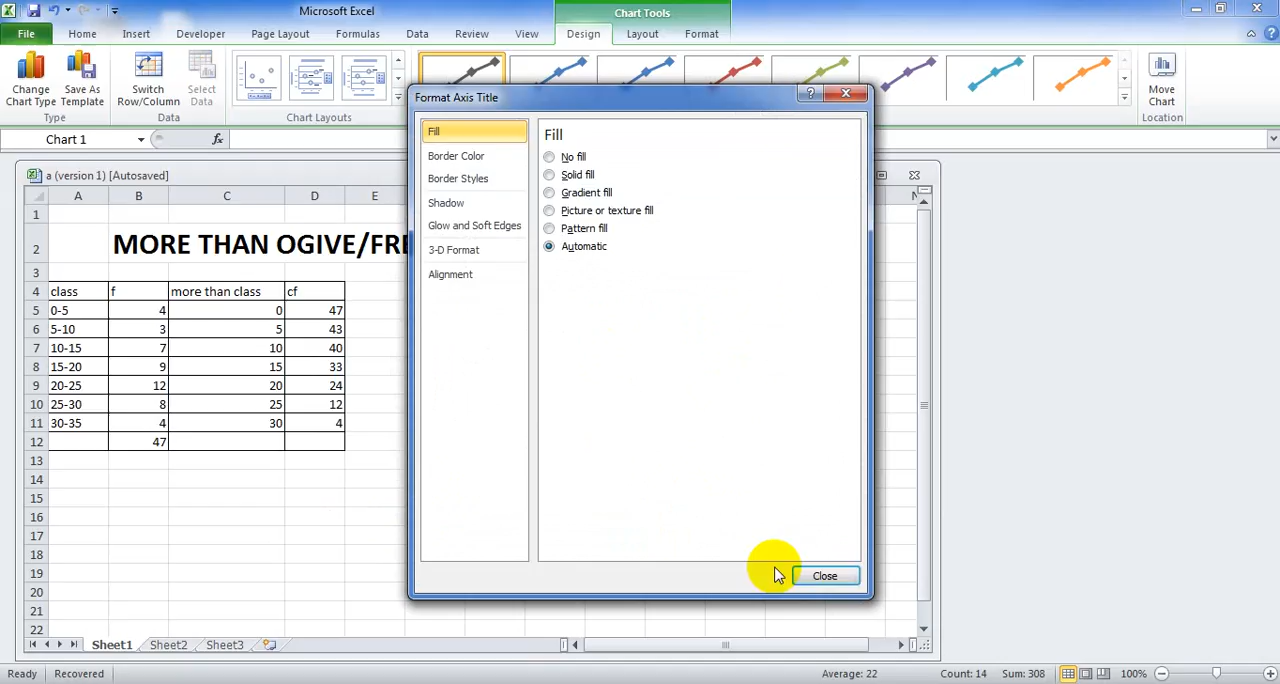 Microsoft Excel
Chart Tools
File Home Insert Developer Page Layout Formulas Data Review View Design Layout Format
Change Chart Type
Save As Template
Switch Row/Column
Select Data
Move Chart
Type Data Chart Layouts Location
Chart 1 fx
Format Axis Title
Fill
Border Color
Border Styles
Shadow
Glow and Soft Edges
3-D Format
Alignment
Fill
No fill
Solid fill
Gradient fill
Picture or texture fill
Pattern fill
Automatic
Close
a (version 1) [Autosaved]
A B C D E N
1
2 MORE THAN OGIVE/FRE
3
4 class f more than class cf
5 0-5 4 0 47
6 5-10 3 5 43
7 10-15 7 10 40
8 15-20 9 15 33
9 20-25 12 20 24
10 25-30 8 25 12
11 30-35 4 30 4
12 47
13
14
15
16
17
18
19
20
21
22
Sheet1 Sheet2 Sheet3
Ready Recovered Average: 22 Count: 14 Sum: 308 100%